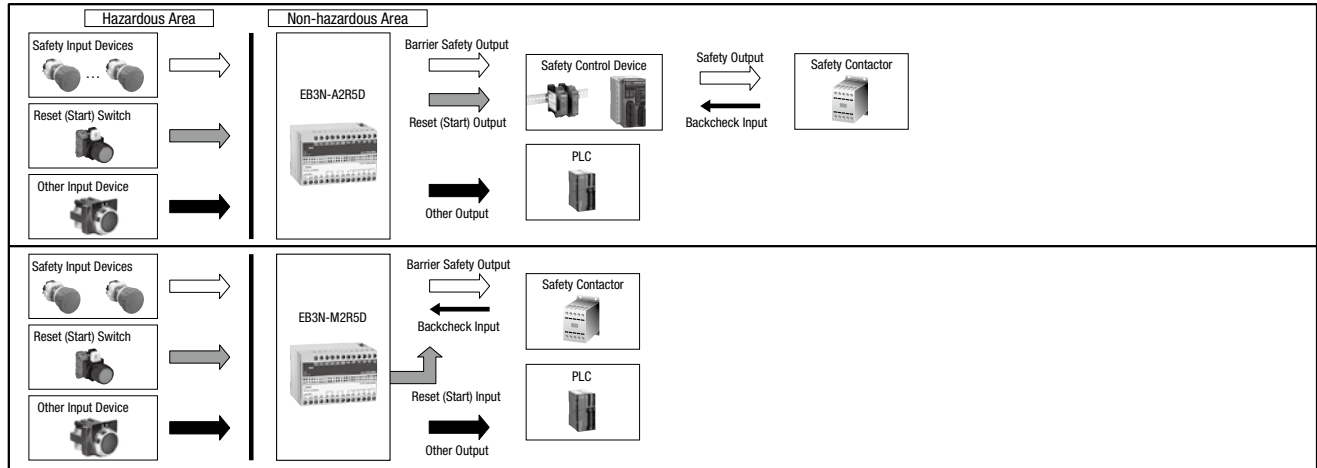 Hazardous Area
Non-hazardous Area
Safety Input Devices
...
Reset (Start) Switch
Other Input Device
EB3N-A2R5D
Barrier Safety Output
Reset (Start) Output
Other Output
Safety Control Device
PLC
Safety Output
Backcheck Input
Safety Contactor
Safety Input Devices
Reset (Start) Switch
Other Input Device
EB3N-M2R5D
Barrier Safety Output
Backcheck Input
Reset (Start) Input
Other Output
Safety Contactor
PLC